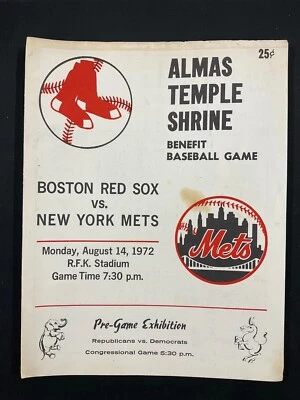 25¢
ALMAS
TEMPLE
SHRINE
BENEFIT
BASEBALL GAME
BOSTON RED SOX
vs.
NEW YORK METS
Mets
Monday, August 14, 1972
R.F.K. Stadium
Game Time 7:30 p.m.
Pre-Game Exhibition
Republicans vs. Democrats
Congressional Game 5:30 p.m.